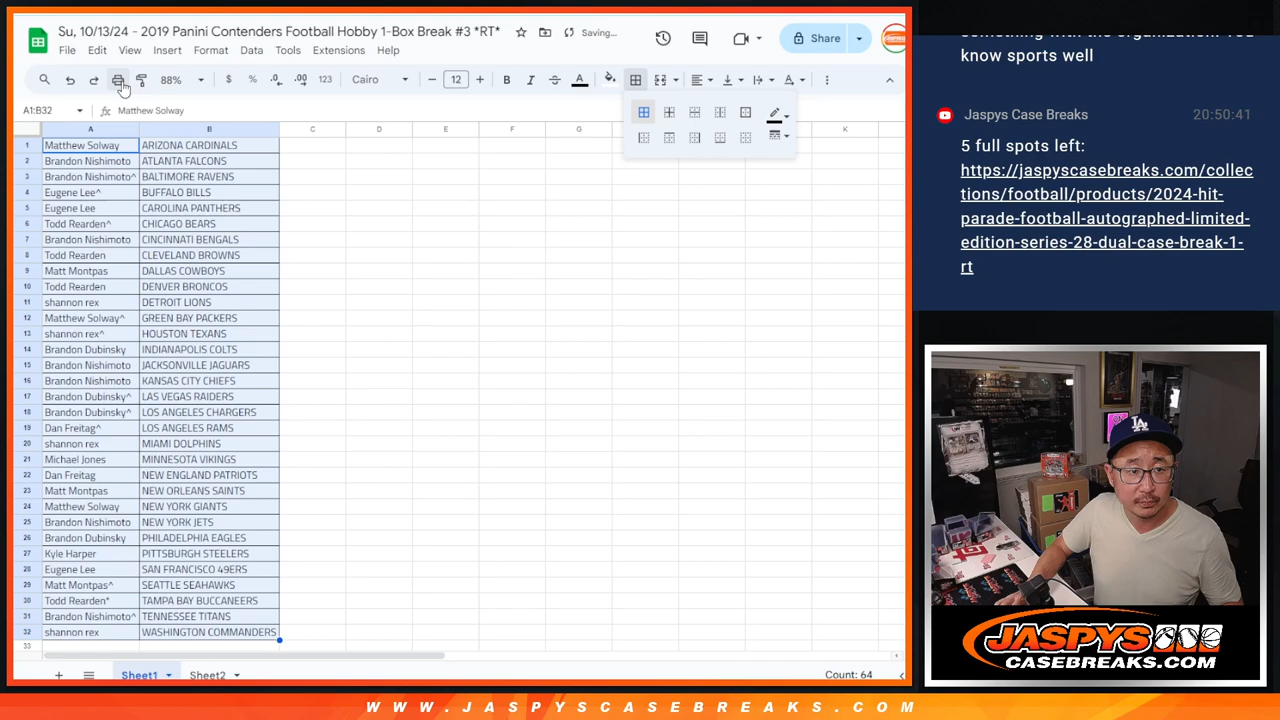 Su, 10/13/24 - 2019 Panini Contenders Football Hobby 1-Box Break #3 *RT*
Saving...
File Edit View Insert Format Data Tools Extensions Help
Share
88%
$ % .0 .00 123
Cairo
12
B I A
A1:B32
fx Matthew Solway
A B C D E F G K
1 Matthew Solway ARIZONA CARDINALS
2 Brandon Nishimoto ATLANTA FALCONS
3 Brandon Nishimoto^ BALTIMORE RAVENS
4 Eugene Lee^ BUFFALO BILLS
5 Eugene Lee CAROLINA PANTHERS
6 Todd Rearden^ CHICAGO BEARS
7 Brandon Nishimoto CINCINNATI BENGALS
8 Todd Rearden CLEVELAND BROWNS
9 Matt Montpas DALLAS COWBOYS
10 Todd Rearden DENVER BRONCOS
11 shannon rex DETROIT LIONS
12 Matthew Solway^ GREEN BAY PACKERS
13 shannon rex^ HOUSTON TEXANS
14 Brandon Dubinsky INDIANAPOLIS COLTS
15 Brandon Nishimoto JACKSONVILLE JAGUARS
16 Brandon Nishimoto KANSAS CITY CHIEFS
17 Brandon Dubinsky^ LAS VEGAS RAIDERS
18 Brandon Dubinsky^ LOS ANGELES CHARGERS
19 Dan Freitag^ LOS ANGELES RAMS
20 shannon rex MIAMI DOLPHINS
21 Michael Jones MINNESOTA VIKINGS
22 Dan Freitag NEW ENGLAND PATRIOTS
23 Matt Montpas NEW ORLEANS SAINTS
24 Matthew Solway NEW YORK GIANTS
25 Brandon Nishimoto NEW YORK JETS
26 Brandon Dubinsky PHILADELPHIA EAGLES
27 Kyle Harper PITTSBURGH STEELERS
28 Eugene Lee SAN FRANCISCO 49ERS
29 Matt Montpas^ SEATTLE SEAHAWKS
30 Todd Rearden* TAMPA BAY BUCCANEERS
31 Brandon Nishimoto^ TENNESSEE TITANS
32 shannon rex WASHINGTON COMMANDERS
33
Sheet1 Sheet2
Count: 64
know sports well
Jaspys Case Breaks 20:50:41
5 full spots left:
https://jaspyscasebreaks.com/collec
tions/football/products/2024-hit-
parade-football-autographed-limited-
edition-series-28-dual-case-break-1-
rt
LA
JASPYS
CASEBREAKS.COM
WWW.JASPYSCASEBREAKS.COM